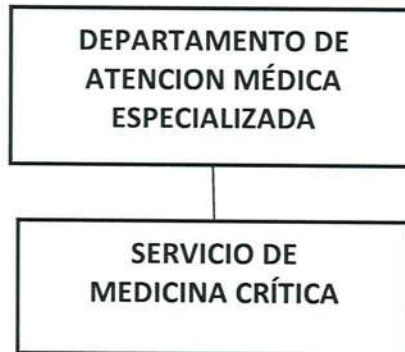 DEPARTAMENTO DE
ATENCION MÉDICA
ESPECIALIZADA
SERVICIO DE
MEDICINA CRÍTICA